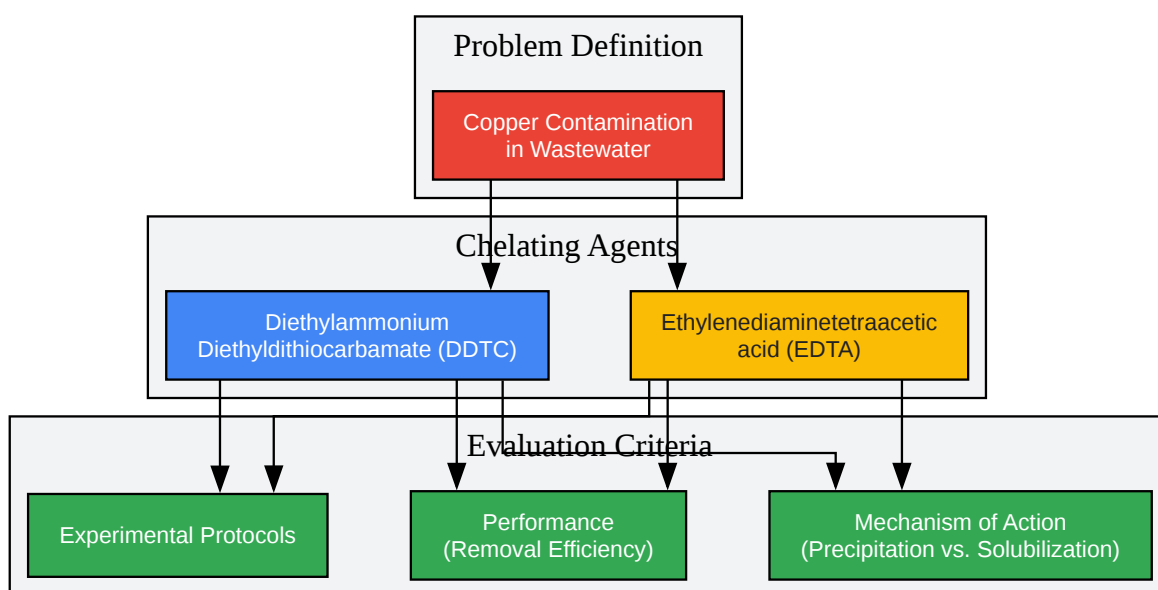 Problem Definition
Copper Contamination
in Wastewater
Chelating Agents
Diethylammonium
Diethyldithiocarbamate (DDTC)
Ethylenediaminetetraacetic
acid (EDTA)
Evaluation Criteria
Experimental Protocols
Performance
(Removal Efficiency)
Mechanism of Action
(Precipitation vs. Solubilization)